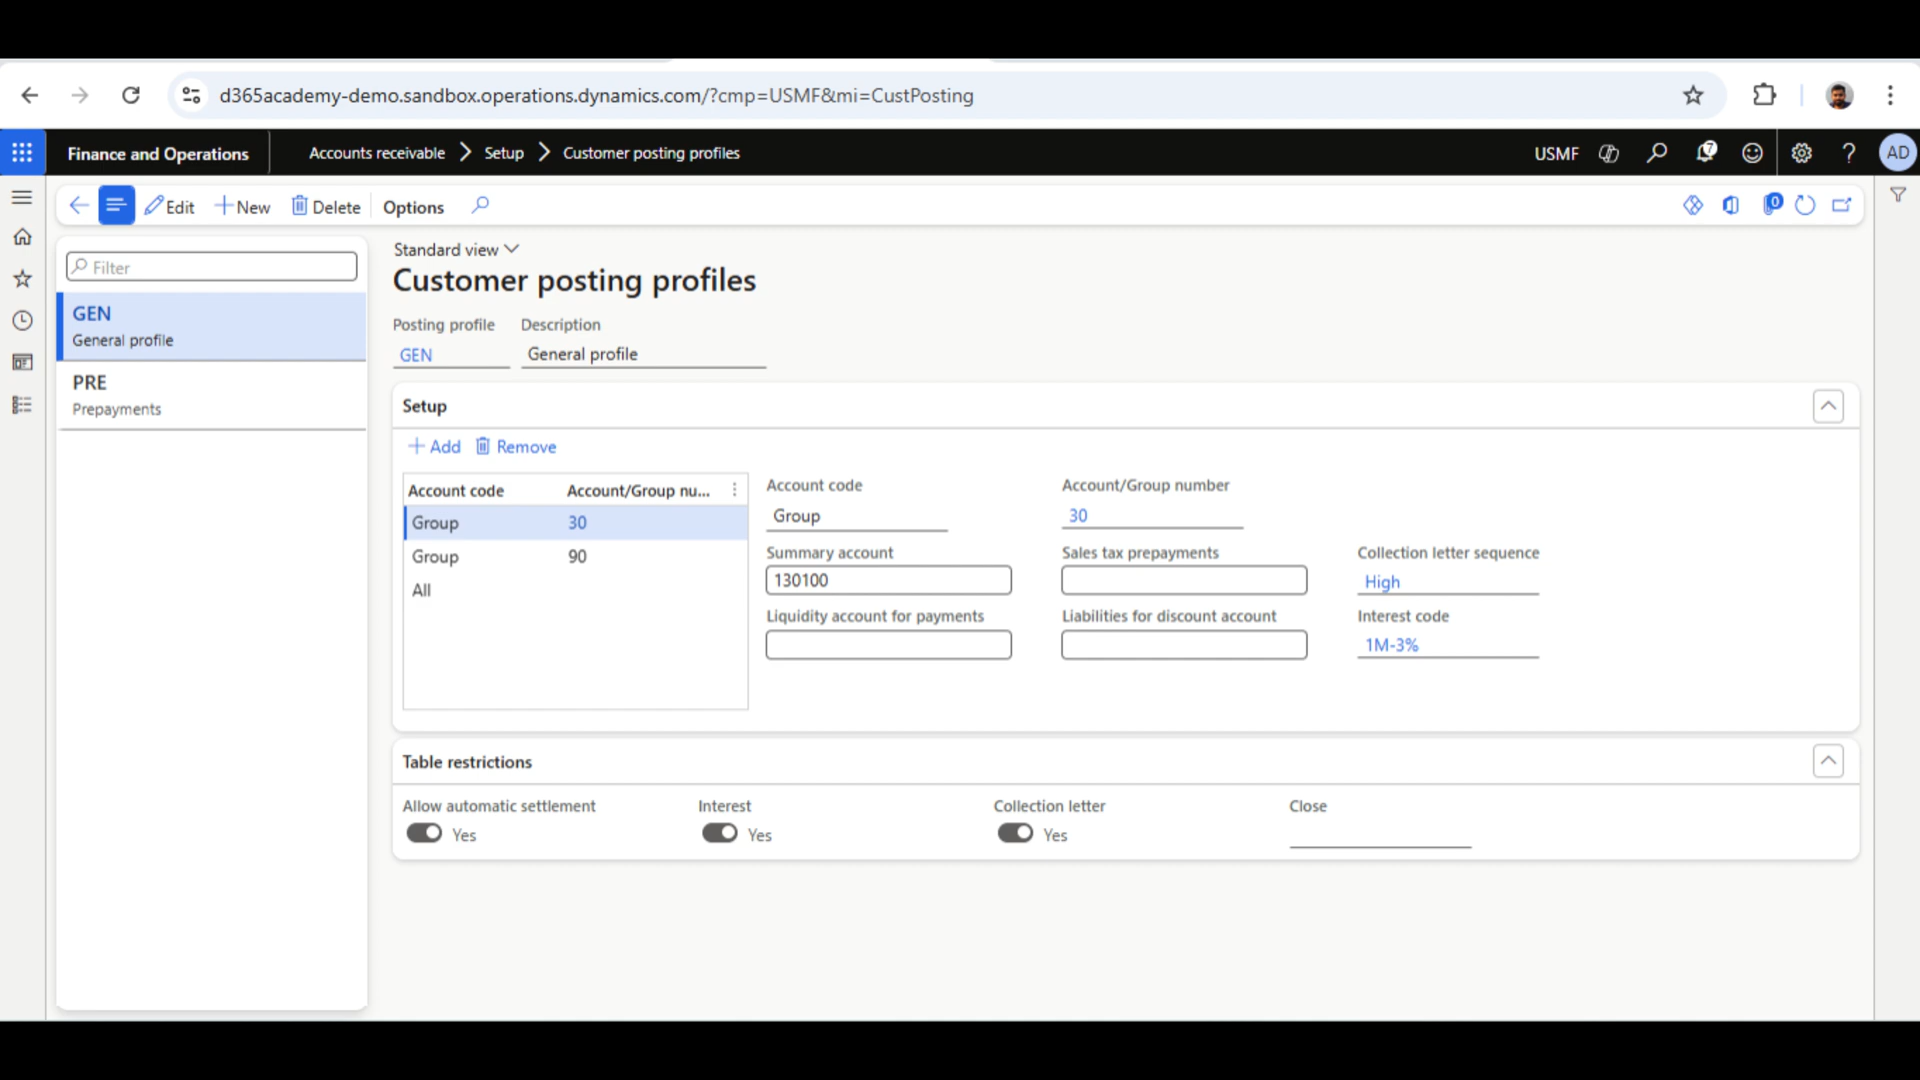 d365academy-demo.sandbox.operations.dynamics.com/?cmp=USMF&mi=CustPosting
Finance and Operations Accounts receivable Setup Customer posting profiles USMF 7 ? AD
Edit New Delete Options 0
Filter
GEN
General profile
PRE
Prepayments
Standard view
Customer posting profiles
Posting profile Description
GEN General profile
Setup
Add Remove
Account code Account/Group nu...
Group 30
Group 90
All
Account code Account/Group number
Group 30
Summary account Sales tax prepayments Collection letter sequence
130100 High
Liquidity account for payments Liabilities for discount account Interest code
1M-3%
Table restrictions
Allow automatic settlement Interest Collection letter Close
Yes Yes Yes